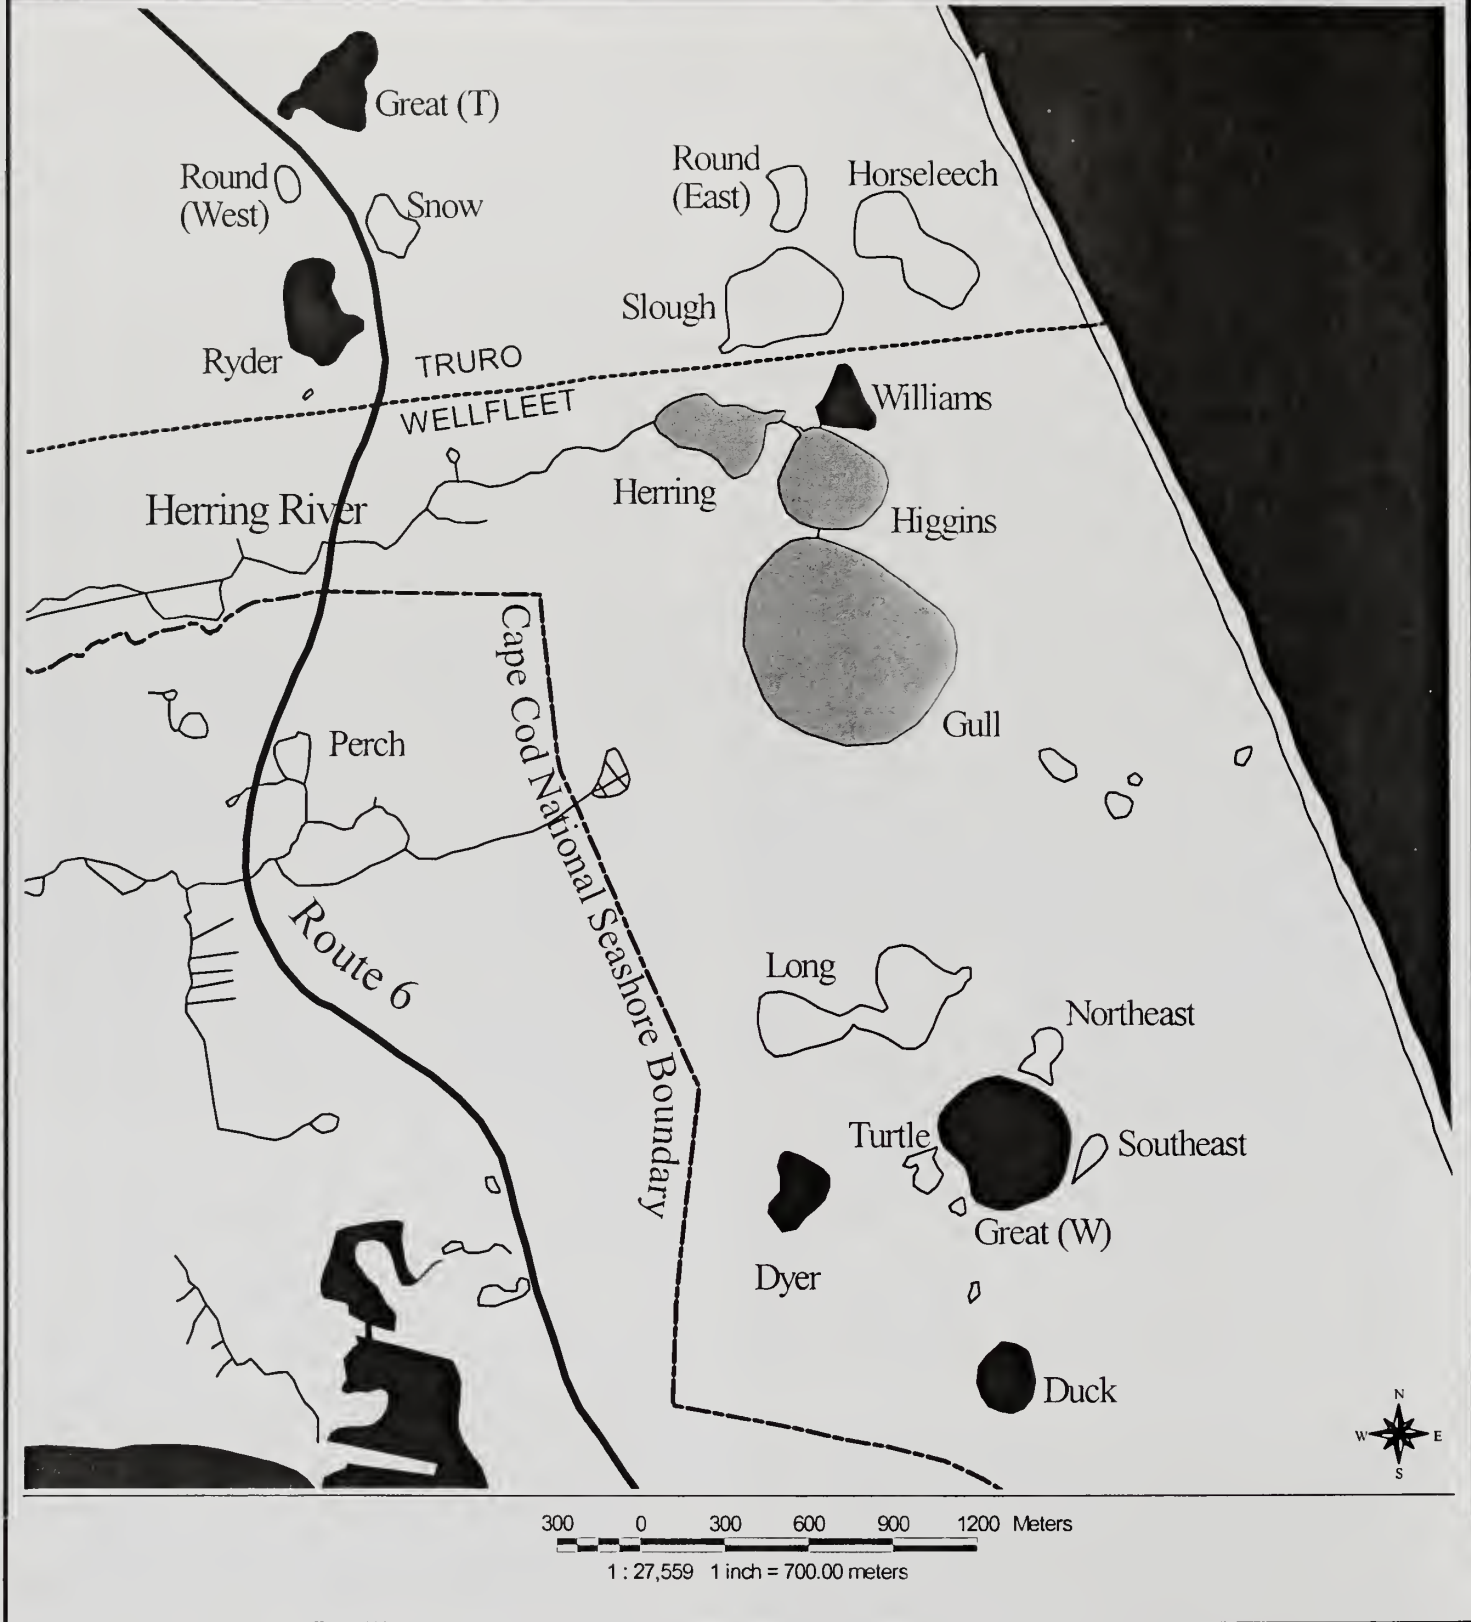 Great (T)
Round
(West)
Snow
Round
(East)
Horseleech
Slough
Ryder
TRURO
WELLFLEET
Williams
Herring
Herring River
Higgins
Cape Cod National Seashore Boundary
Gull
Perch
Route 6
Long
Northeast
Turtle
Southeast
Great (W)
Dyer
Duck
N
W E
S
300 0 300 600 900 1200 Meters
1 : 27,559 1 inch = 700.00 meters